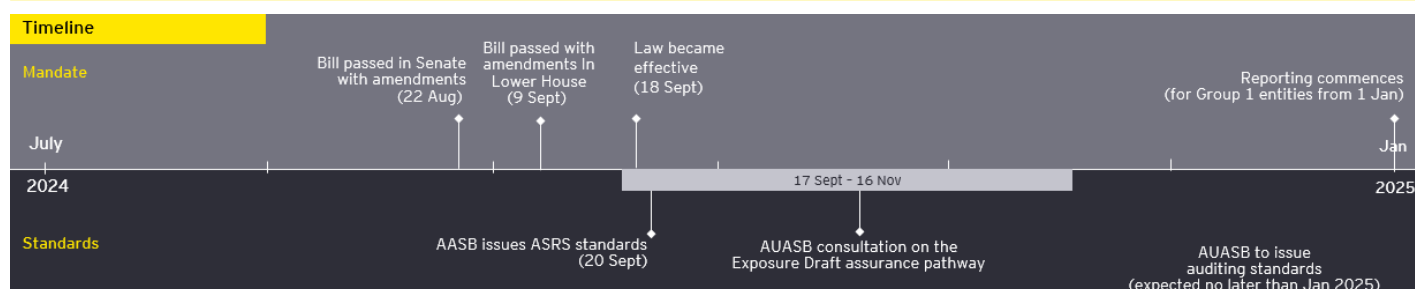 Timeline
Mandate
Bill passed in Senate
with amendments
(22 Aug)
Bill passed with
amendments In
Lower House
(9 Sept)
Law became
effective
(18 Sept)
Reporting commences
(for Group 1 entities from 1 Jan)
July
Jan
2024
2025
17 Sept - 16 Nov
Standards
AASB issues ASRS standards
(20 Sept)
AUASB consultation on the
Exposure Draft assurance pathway
AUASB to issue
auditing standards
(expected no later than Jan 2025)